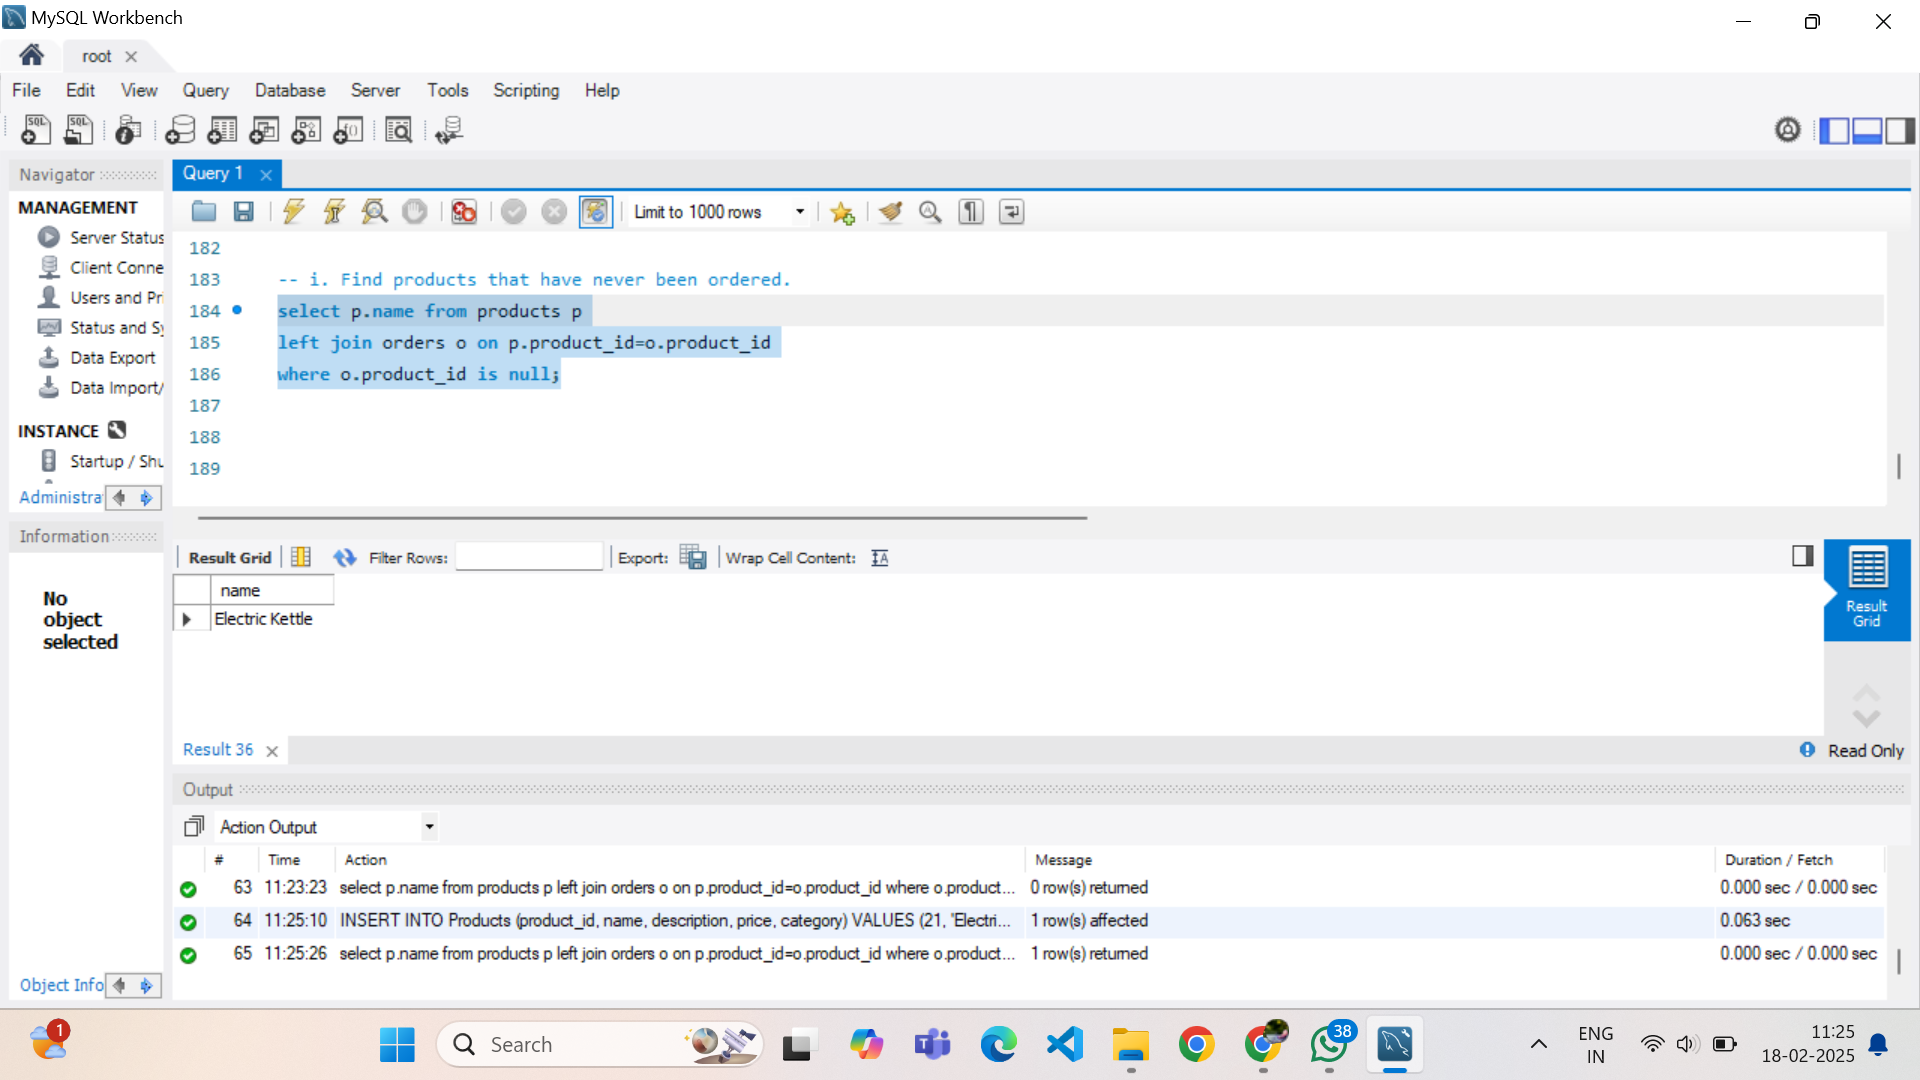 MySQL Workbench
root
File Edit View Query Database Server Tools Scripting Help
Navigator
MANAGEMENT
Server Status
Client Conne
Users and Pri
Status and Sy
Data Export
Data Import/
INSTANCE
Startup / Shu
Administra
Information
No
object
selected
Object Info
Query 1
Limit to 1000 rows
182
183 -- i. Find products that have never been ordered.
184 select p.name from products p
185 left join orders o on p.product_id=o.product_id
186 where o.product_id is null;
187
188
189
Result Grid Filter Rows: Export: Wrap Cell Content:
name
Electric Kettle
Result
Grid
Result 36
Read Only
Output
Action Output
# Time Action Message Duration / Fetch
63 11:23:23 select p.name from products p left join orders o on p.product_id=o.product_id where o.product... 0 row(s) returned 0.000 sec / 0.000 sec
64 11:25:10 INSERT INTO Products (product_id, name, description, price, category) VALUES (21, 'Electri... 1 row(s) affected 0.063 sec
65 11:25:26 select p.name from products p left join orders o on p.product_id=o.product_id where o.product... 1 row(s) returned 0.000 sec / 0.000 sec
1
Search
38
ENG
IN
11:25
18-02-2025